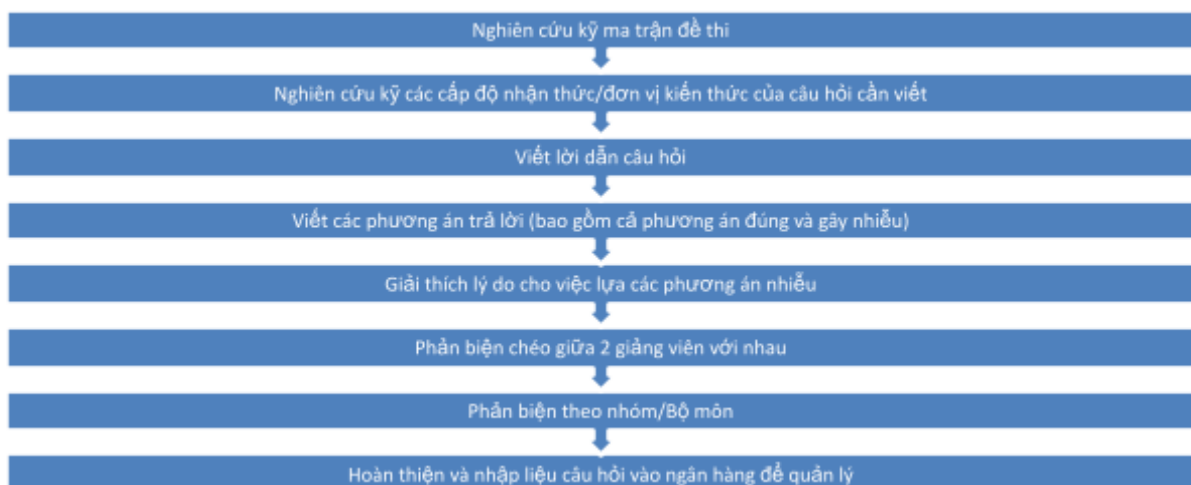 Nghiên cứu kỹ ma trận đề thi
Nghiên cứu kỹ các cấp độ nhận thức/đơn vị kiến thức của câu hỏi cần viết
Viết lời dẫn câu hỏi
Viết các phương án trả lời (bao gồm cả phương án đúng và gây nhiễu)
Giải thích lý do cho việc lựa các phương án nhiễu
Phản biện chéo giữa 2 giảng viên với nhau
Phản biện theo nhóm/Bộ môn
Hoàn thiện và nhập liệu câu hỏi vào ngân hàng để quản lý